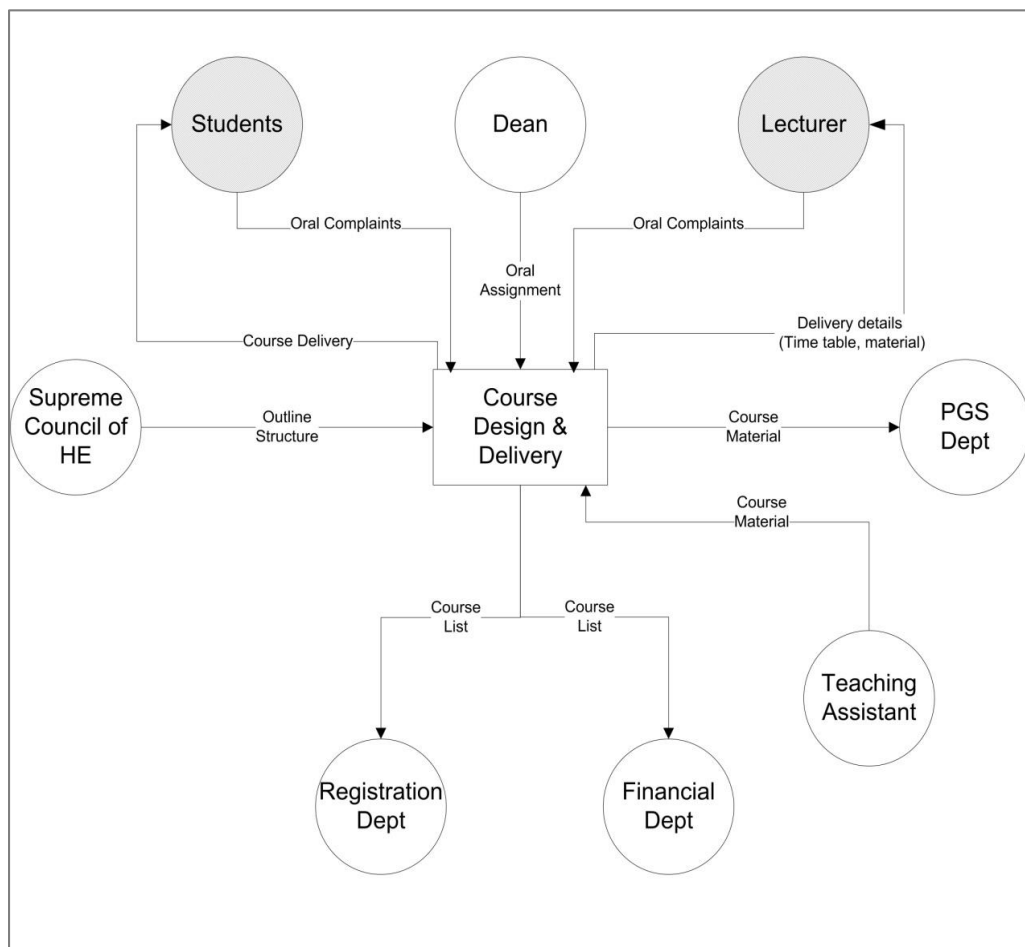 Students
Dean
Lecturer
Oral Complaints
Oral Complaints
Oral
Assignment
Course Delivery
Delivery details
(Time table, material)
Supreme
Council of
HE
Outline
Structure
Course
Design &
Delivery
Course
Material
PGS
Dept
Course
Material
Course
List
Course
List
Teaching
Assistant
Registration
Dept
Financial
Dept